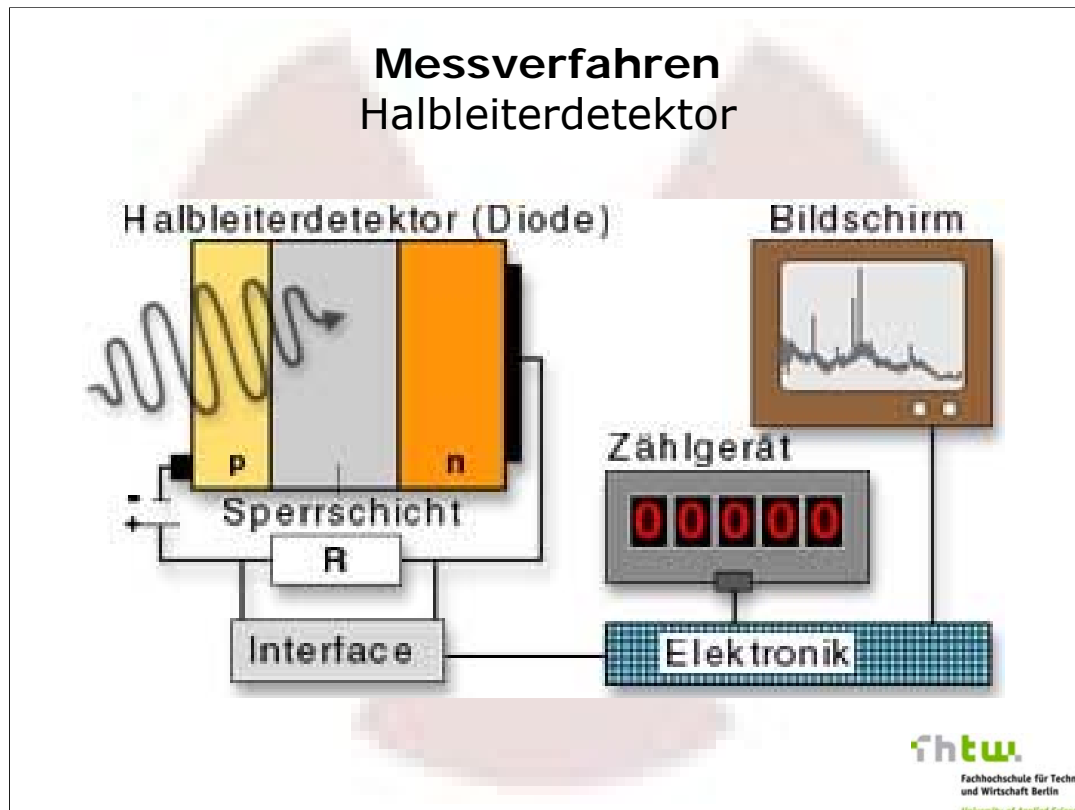 Messverfahren
Halbleiterdetektor
Halbleiterdetektor (Diode)
Bildschirm
p
n
Zählgerät
-
+
Sperrschicht
00000
R
Interface
Elektronik
fhtw.
Fachhochschule für Techn
und Wirtschaft Berlin